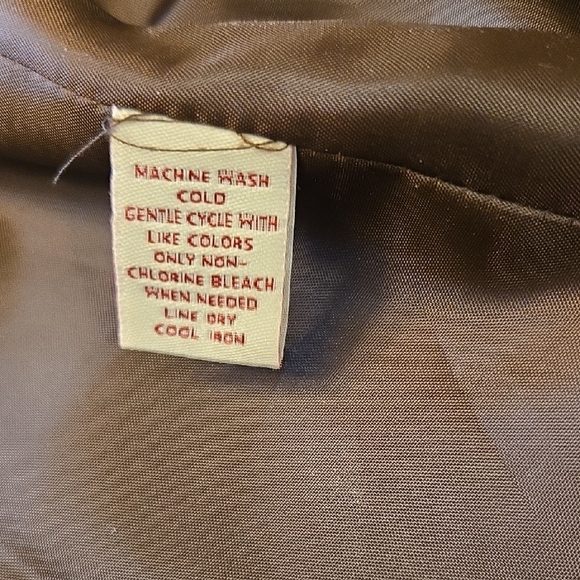 MACHINE WASH
COLD
GENTLE CYCLE WITH
LIKE COLORS
ONLY NON-
CHLORINE BLEACH
WHEN NEEDED
LINE DRY
COOL IRON